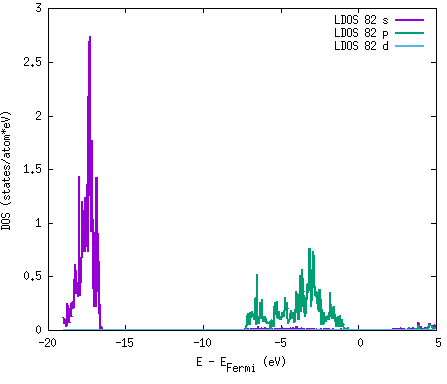 3
2.5
2
1.5
1
0.5
0
-20
-15
-10
-5
0
5
DOS (states/atom*eV)
E - EFermi (eV)
LDOS 82 s
LDOS 82 p
LDOS 82 d